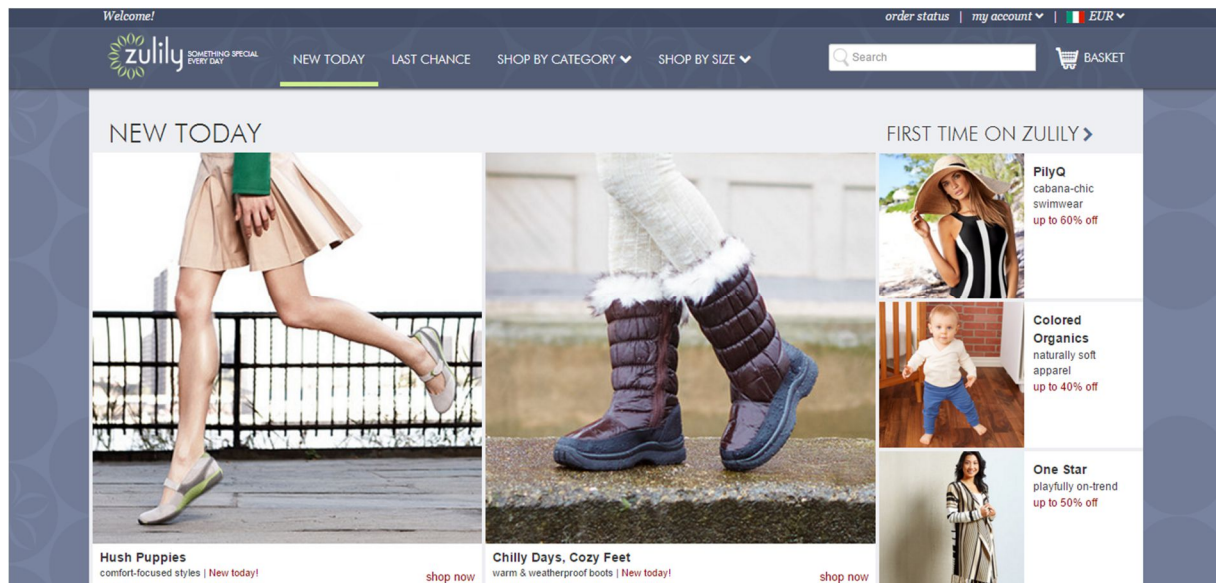 Welcome!
order status | my account | EUR
zulily
SOMETHING SPECIAL
EVERY DAY
NEW TODAY
LAST CHANCE
SHOP BY CATEGORY
SHOP BY SIZE
Search
BASKET
NEW TODAY
FIRST TIME ON ZULILY
PilyQ
cabana-chic
swimwear
up to 60% off
Colored
Organics
naturally soft
apparel
up to 40% off
One Star
playfully on-trend
up to 50% off
Hush Puppies
comfort-focused styles | New today!
shop now
Chilly Days, Cozy Feet
warm & weatherproof boots | New today!
shop now